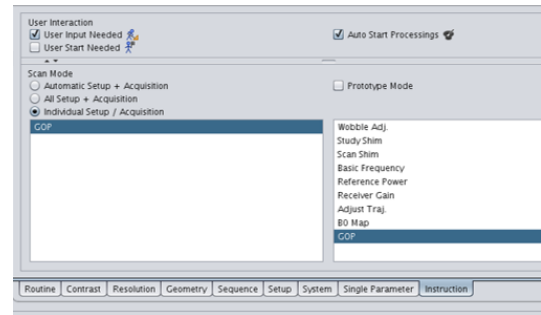 User Interaction
User Input Needed
Auto Start Processings
User Start Needed
Scan Mode
Automatic Setup + Acquisition
Prototype Mode
All Setup + Acquisition
Individual Setup / Acquisition
GOP
Wobble Adj.
Study Shim
Scan Shim
Basic Frequency
Reference Power
Receiver Gain
Adjust Traj.
B0 Map
GOP
Routine Contrast Resolution Geometry Sequence Setup System Single Parameter Instruction